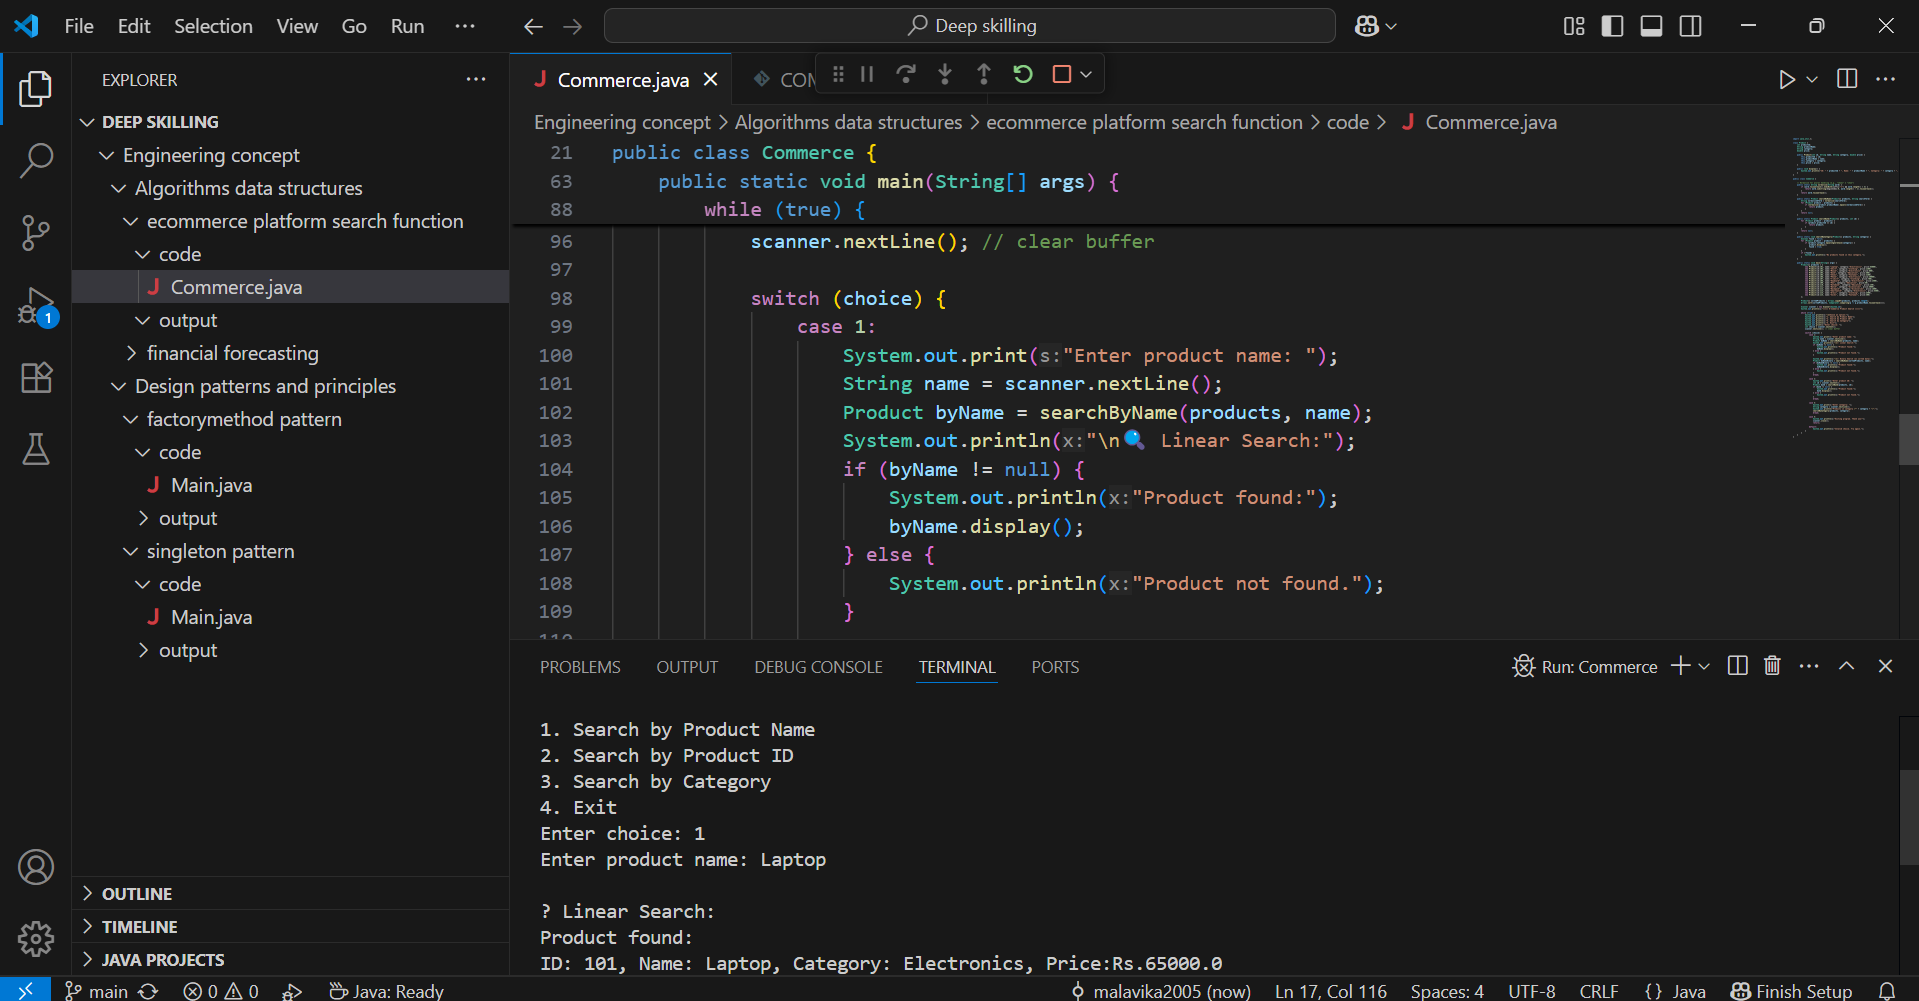 File Edit Selection View Go Run ··· Deep skilling
EXPLORER ···
DEEP SKILLING
Engineering concept
Algorithms data structures
ecommerce platform search function
code
J Commerce.java
output
financial forecasting
Design patterns and principles
factorymethod pattern
code
J Main.java
output
singleton pattern
code
J Main.java
output
OUTLINE
TIMELINE
JAVA PROJECTS
1
J Commerce.java
Engineering concept > Algorithms data structures > ecommerce platform search function > code > J Commerce.java
21 public class Commerce {
63 public static void main(String[] args) {
88 while (true) {
96 scanner.nextLine(); // clear buffer
97
98 switch (choice) {
99 case 1:
100 System.out.print(s:"Enter product name: ");
101 String name = scanner.nextLine();
102 Product byName = searchByName(products, name);
103 System.out.println(x:"\n🔍 Linear Search:");
104 if (byName != null) {
105 System.out.println(x:"Product found:");
106 byName.display();
107 } else {
108 System.out.println(x:"Product not found.");
109 }
PROBLEMS OUTPUT DEBUG CONSOLE TERMINAL PORTS Run: Commerce
1. Search by Product Name
2. Search by Product ID
3. Search by Category
4. Exit
Enter choice: 1
Enter product name: Laptop
? Linear Search:
Product found:
ID: 101, Name: Laptop, Category: Electronics, Price:Rs.65000.0
main 0 0 Java: Ready malavika2005 (now) Ln 17, Col 116 Spaces: 4 UTF-8 CRLF {} Java Finish Setup